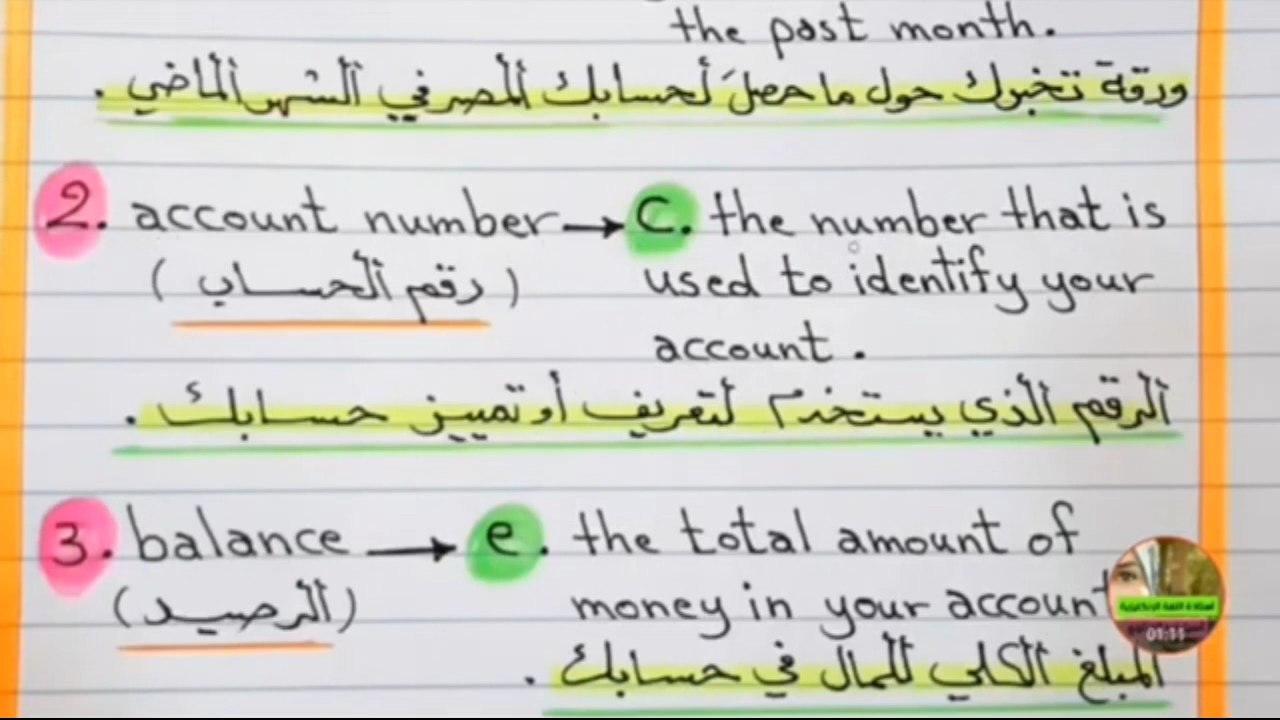 the past month.
ورقة تخبرك حول ما حصلَ لحسابك المصرفي الشهر الماضي .
2. account number → c. the number that is
( رقم الحساب ) used to identify your
account .
الرقم الذي يستخدم لتعريف أو تمييز حسابك .
3. balance → e. the total amount of
(الرصيد) money in your account
المبلغ الكلي للمال في حسابك .
01:11